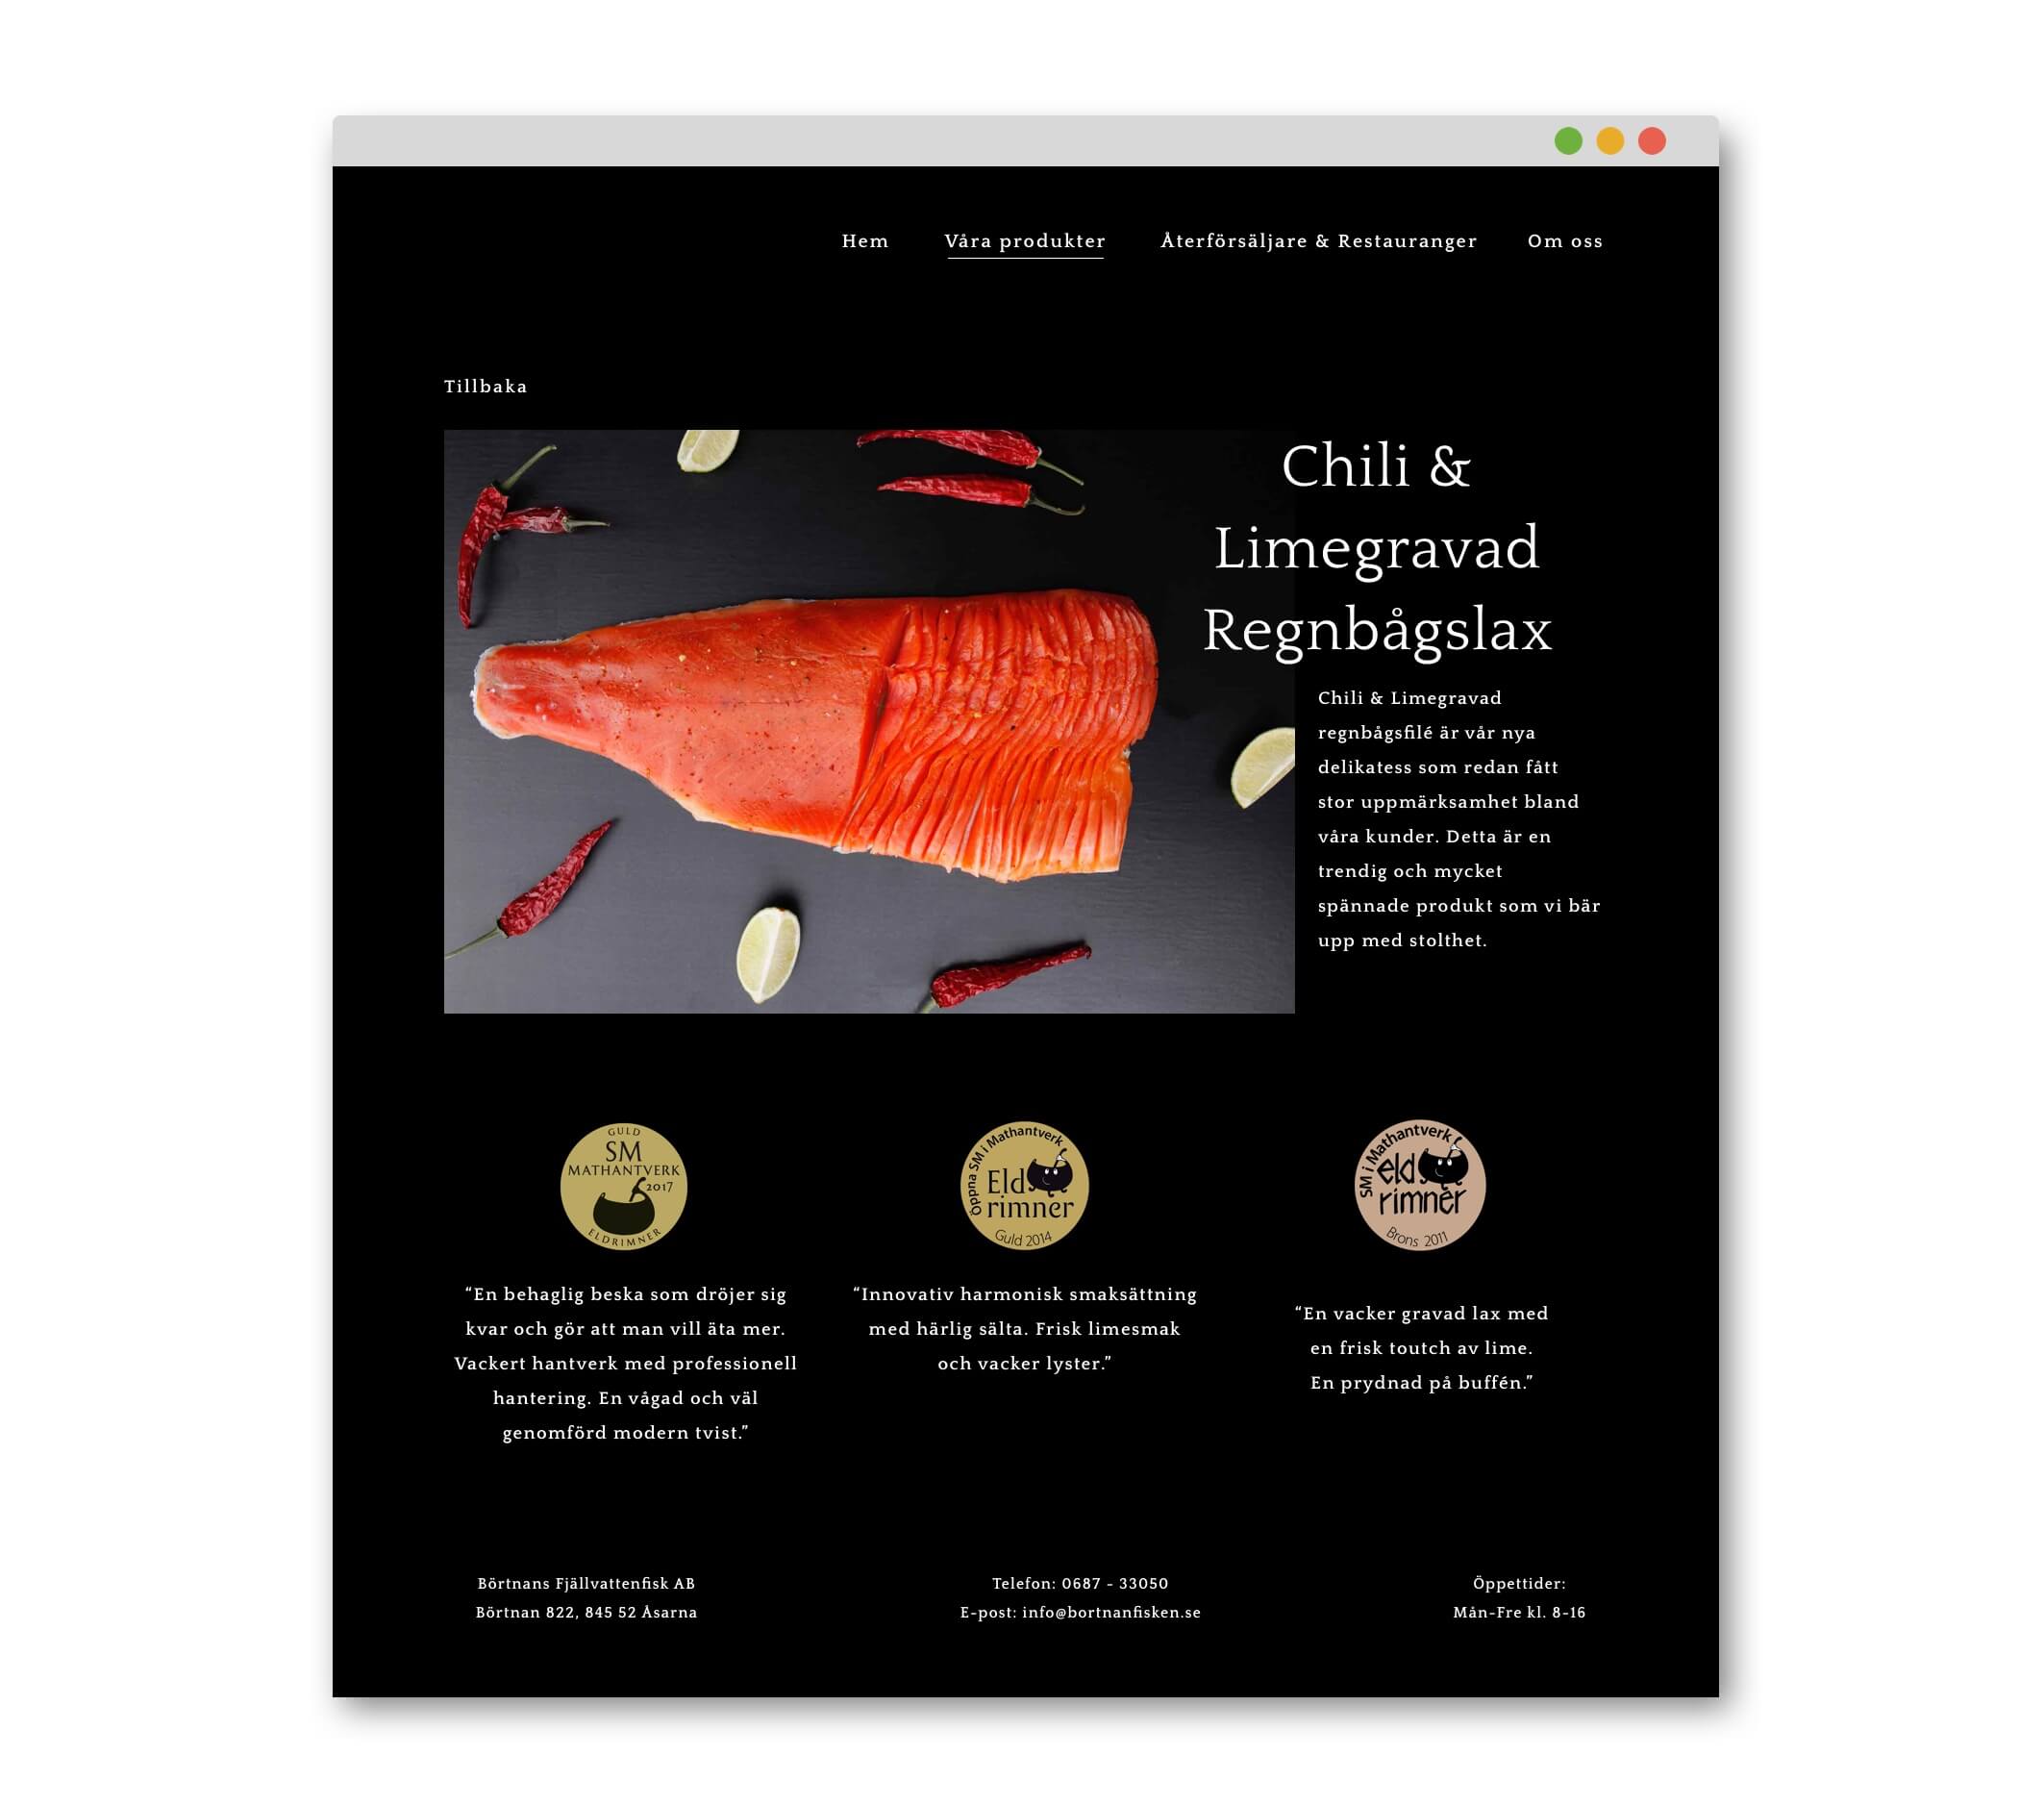 Hem
Våra produkter
Återförsäljare & Restauranger
Om oss
Tillbaka
Chili &
Limegravad
Regnbågslax
Chili & Limegravad
regnbågsfilé är vår nya
delikatess som redan fått
stor uppmärksamhet bland
våra kunder. Detta är en
trendig och mycket
spännade produkt som vi bär
upp med stolthet.
GULD
SM
MATHANTVERK
2017
ELDRIMNER
“En behaglig beska som dröjer sig
kvar och gör att man vill äta mer.
Vackert hantverk med professionell
hantering. En vågad och väl
genomförd modern tvist.”
Öppna SM i Mathantverk
Eld
rimner
Guld 2014
“Innovativ harmonisk smaksättning
med härlig sälta. Frisk limesmak
och vacker lyster.”
SM i Mathantverk
eld
rimner
Brons 2011
“En vacker gravad lax med
en frisk toutch av lime.
En prydnad på buffén.”
Börtnans Fjällvattenfisk AB
Börtnan 822, 845 52 Åsarna
Telefon: 0687 - 33050
E-post: info@bortnanfisken.se
Öppettider:
Mån-Fre kl. 8-16